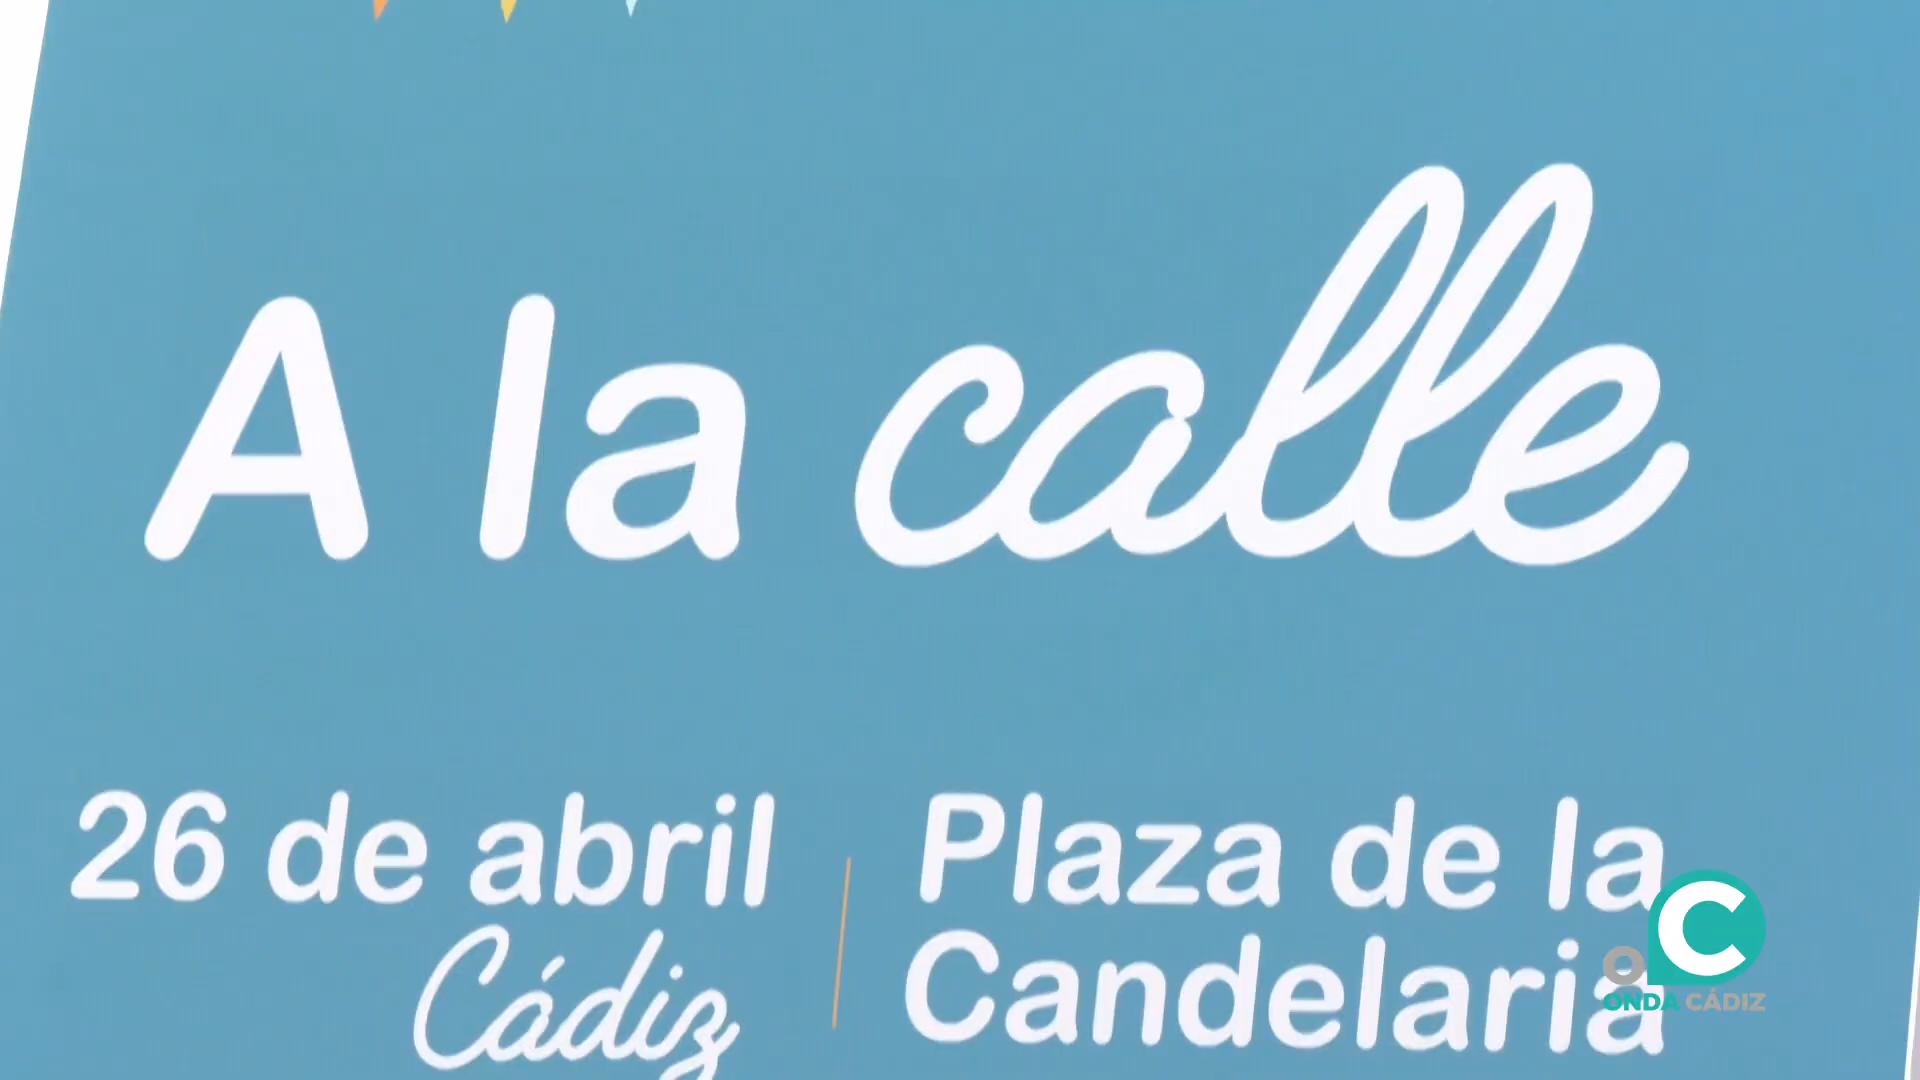 A la calle
26 de abril
Cádiz
Plaza de la
Candelaria
ONDA CÁDIZ